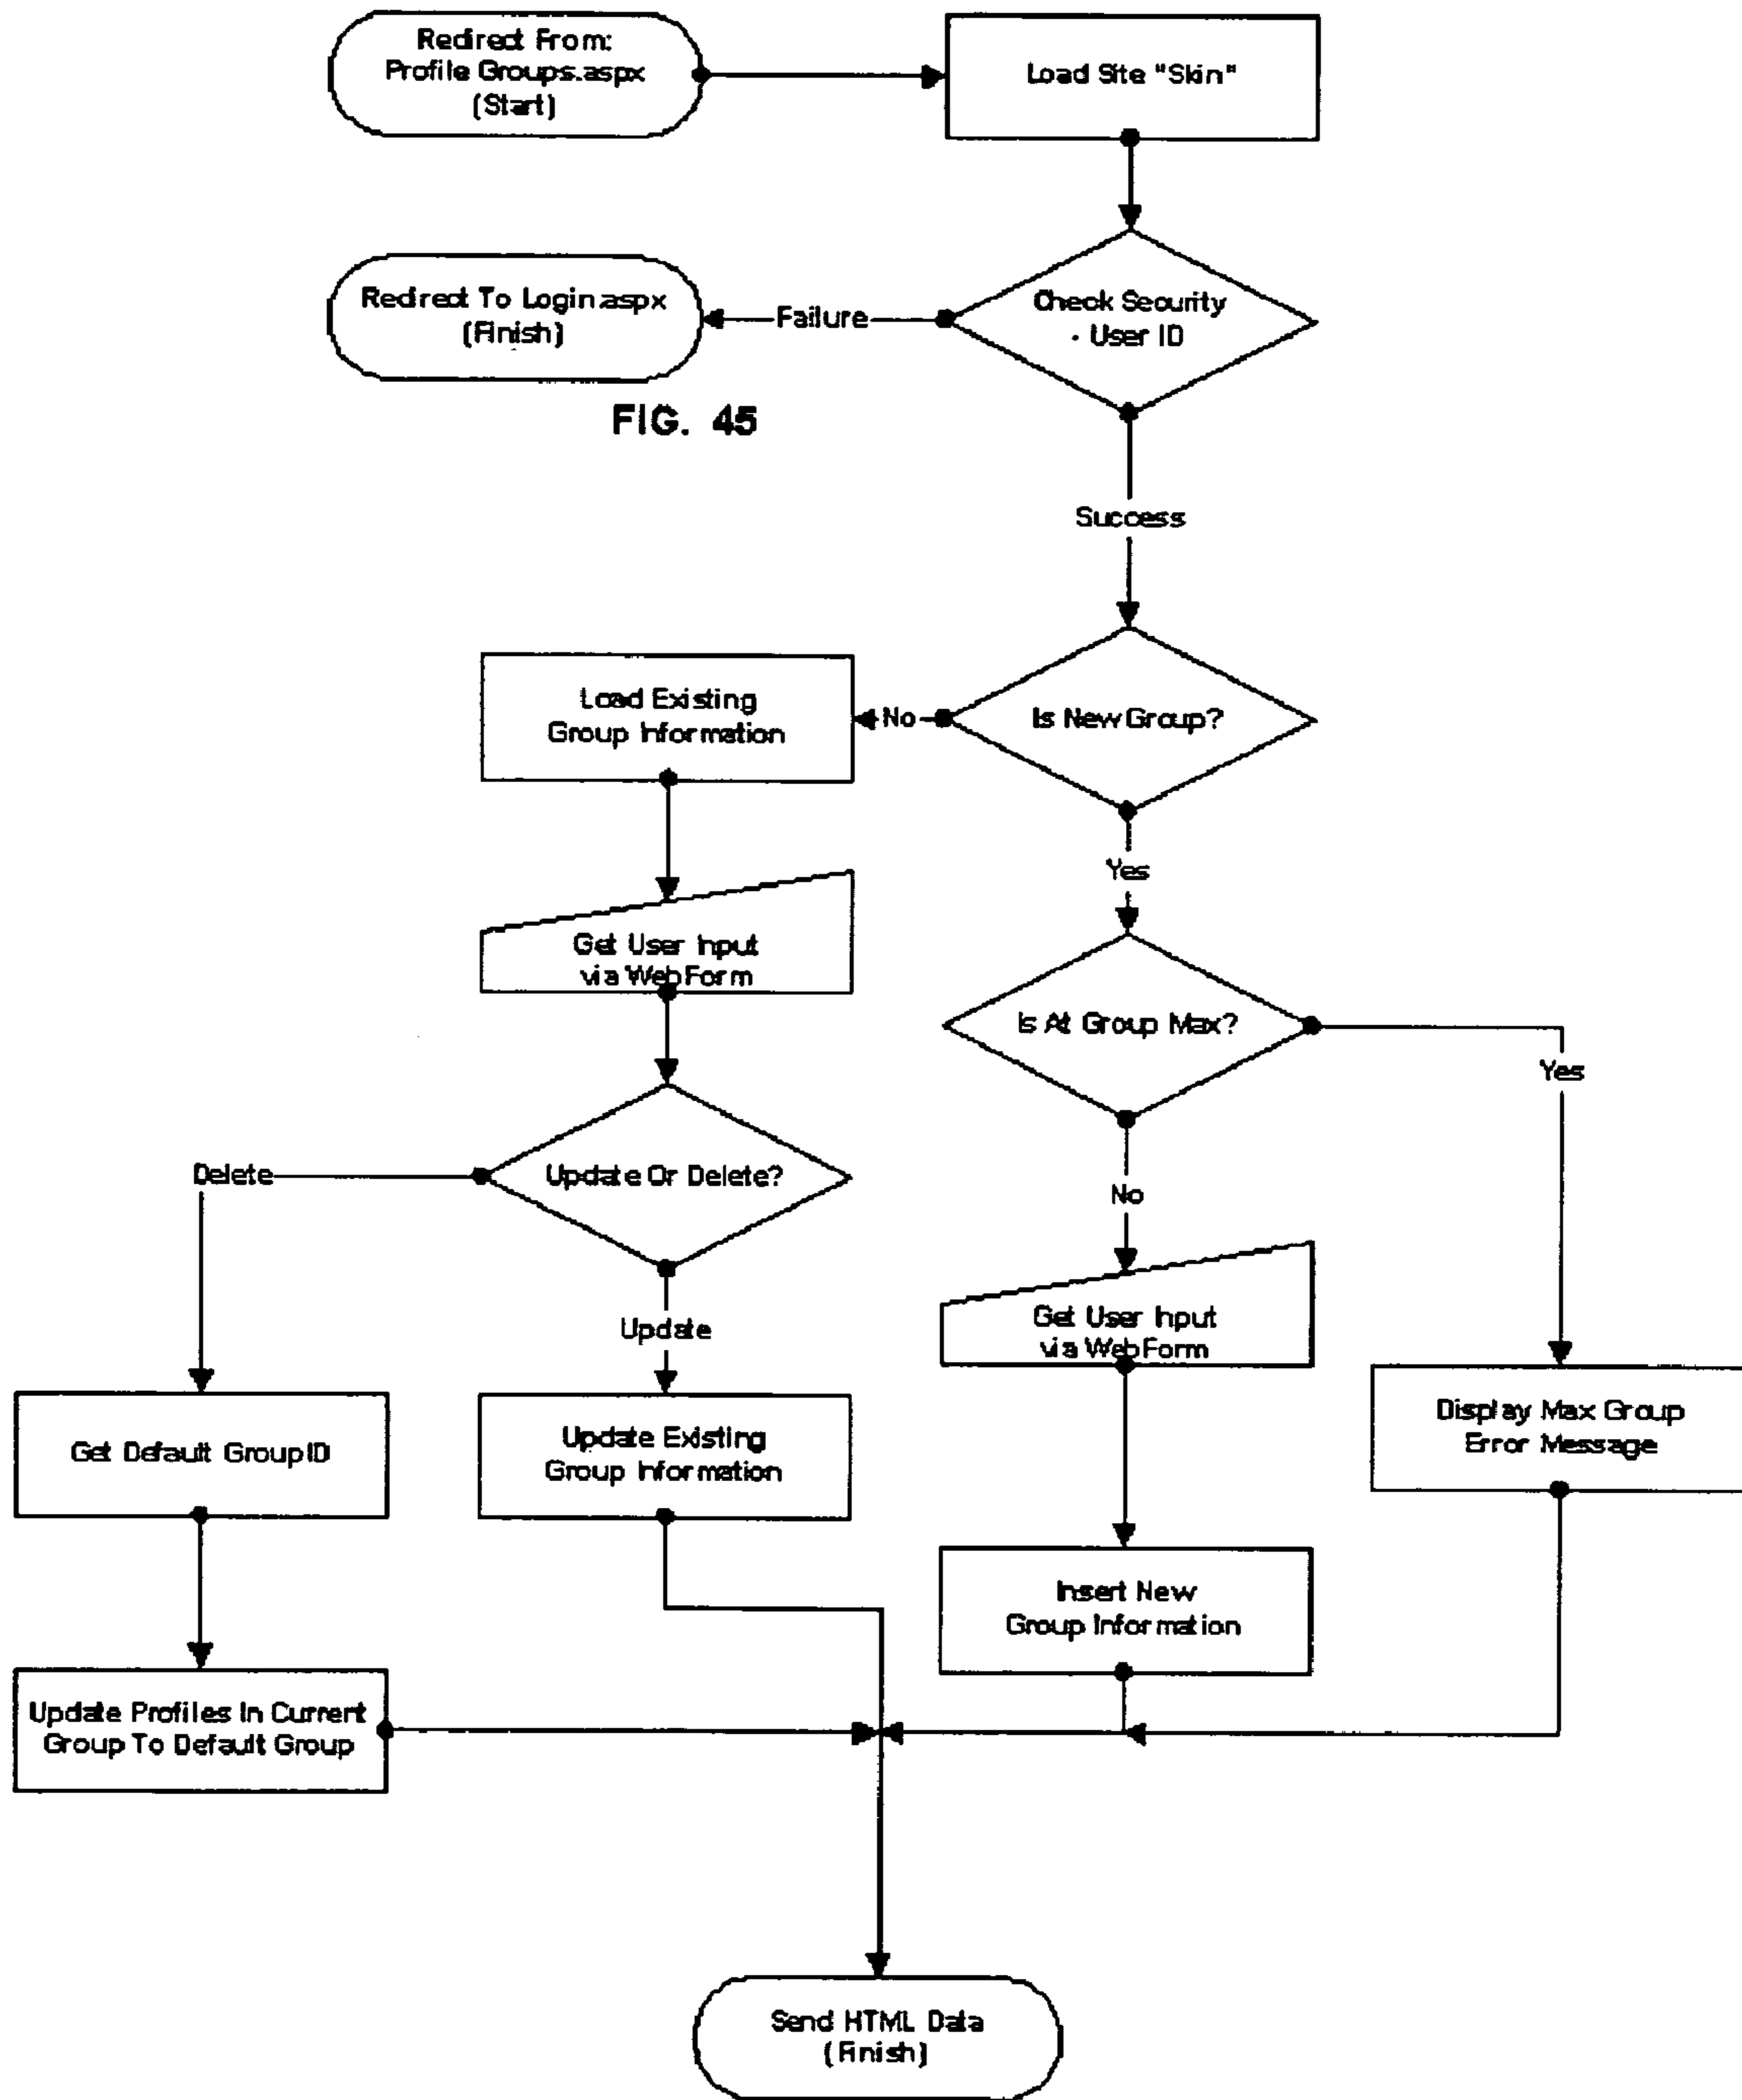 Redirect From:
Profile Groups.aspx
(Start)
Load Site "Skin"
Redirect To Login.aspx
(Finish)
Failure
Check Security
- User ID
FIG. 45
Success
Load Existing
Group Information
No
Is New Group?
Yes
Get User Input
via WebForm
Is At Group Max?
Yes
Delete
Update Or Delete?
No
Update
Get User Input
via WebForm
Get Default GroupID
Update Existing
Group Information
Display Max Group
Error Message
Insert New
Group Information
Update Profiles In Current
Group To Default Group
Send HTML Data
(Finish)